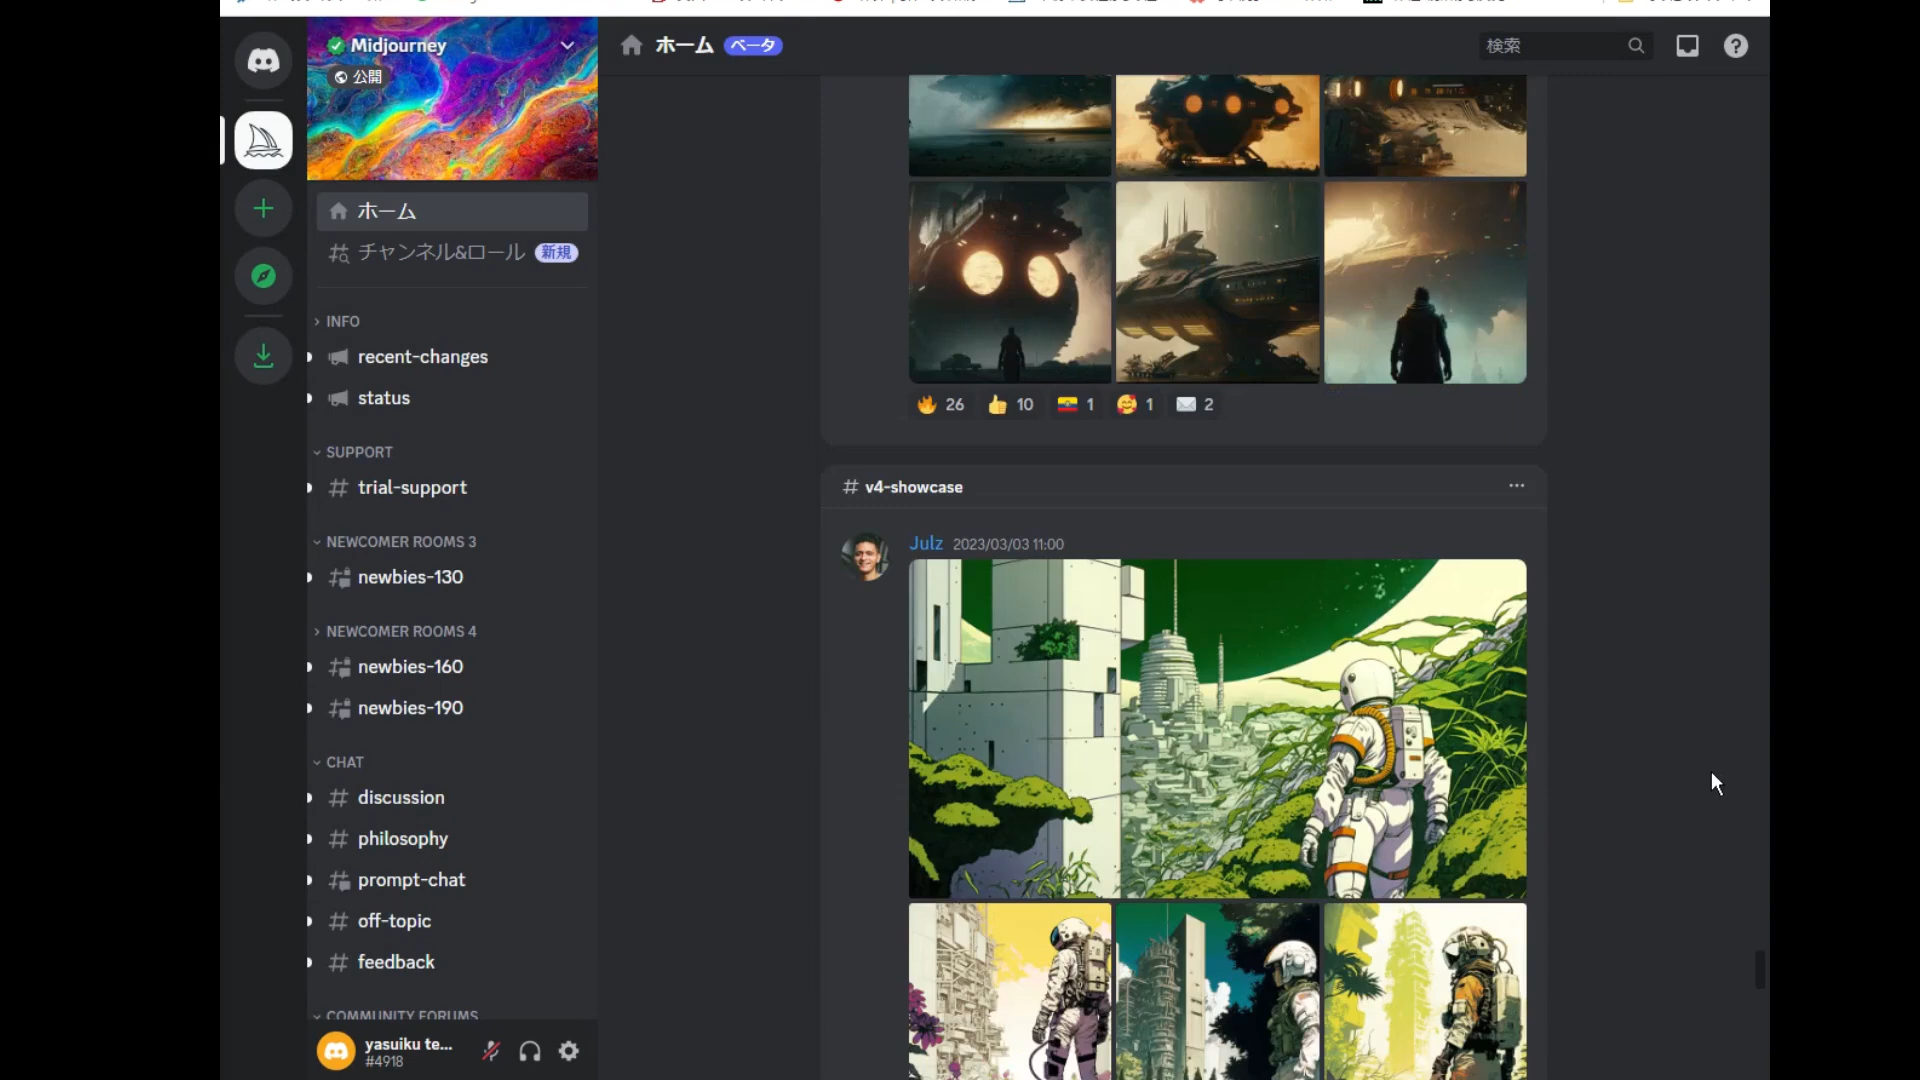 Midjourney
公開
ホーム ベータ
検索
ホーム
チャンネル&ロール 新規
INFO
recent-changes
status
SUPPORT
trial-support
NEWCOMER ROOMS 3
newbies-130
NEWCOMER ROOMS 4
newbies-160
newbies-190
CHAT
discussion
philosophy
prompt-chat
off-topic
feedback
COMMUNITY FORUMS
yasuiku te...
#4918
26 10 1 1 2
v4-showcase
Julz 2023/03/03 11:00